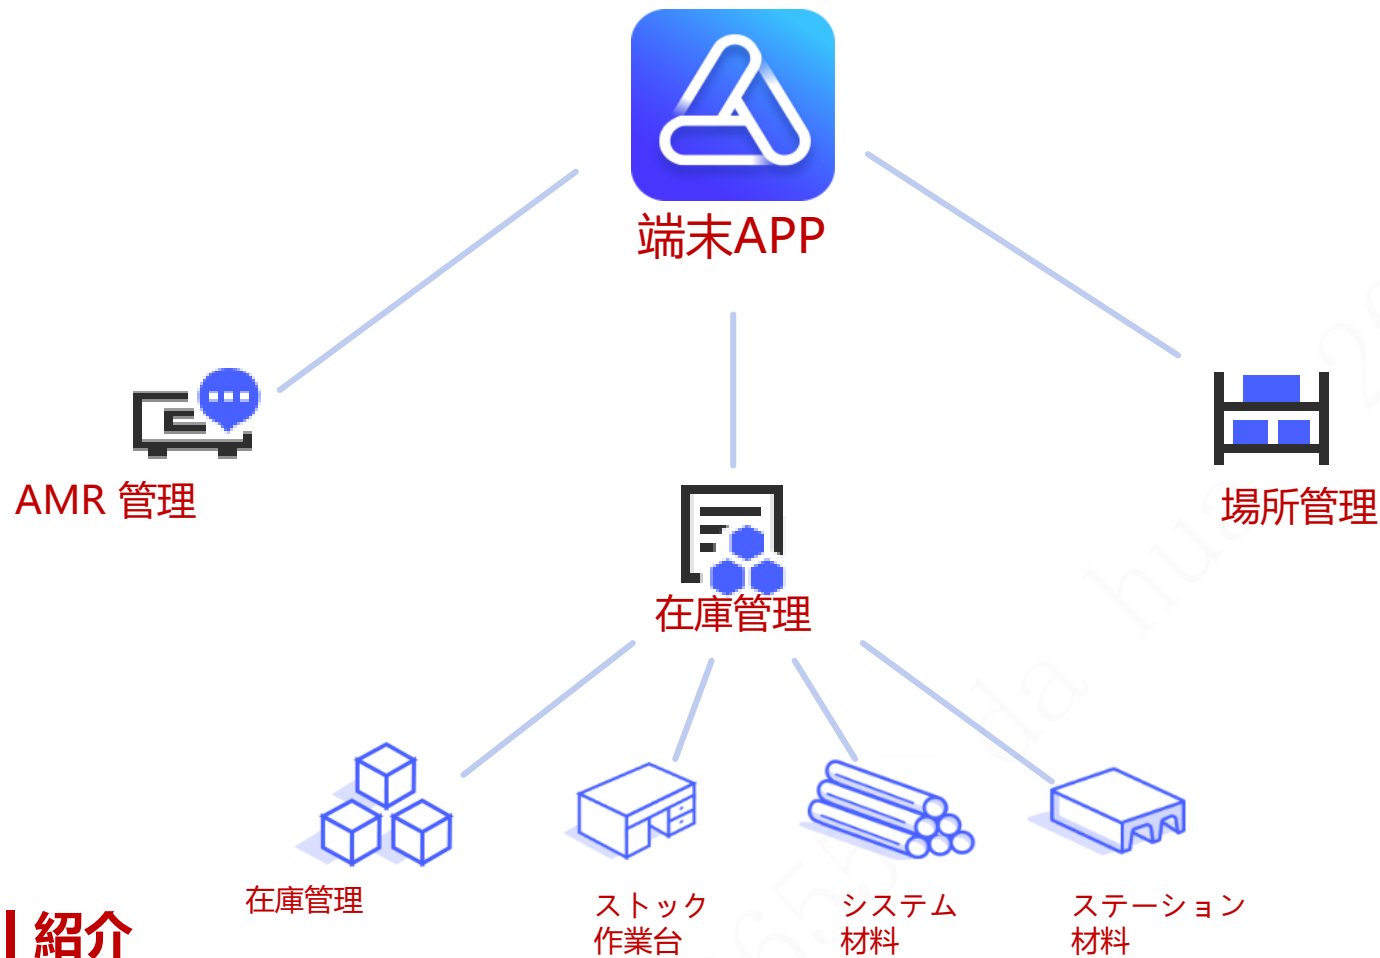 端末APP
AMR 管理
場所管理
在庫管理
在庫管理
ストック
作業台
システム
材料
ステーション
材料
紹介